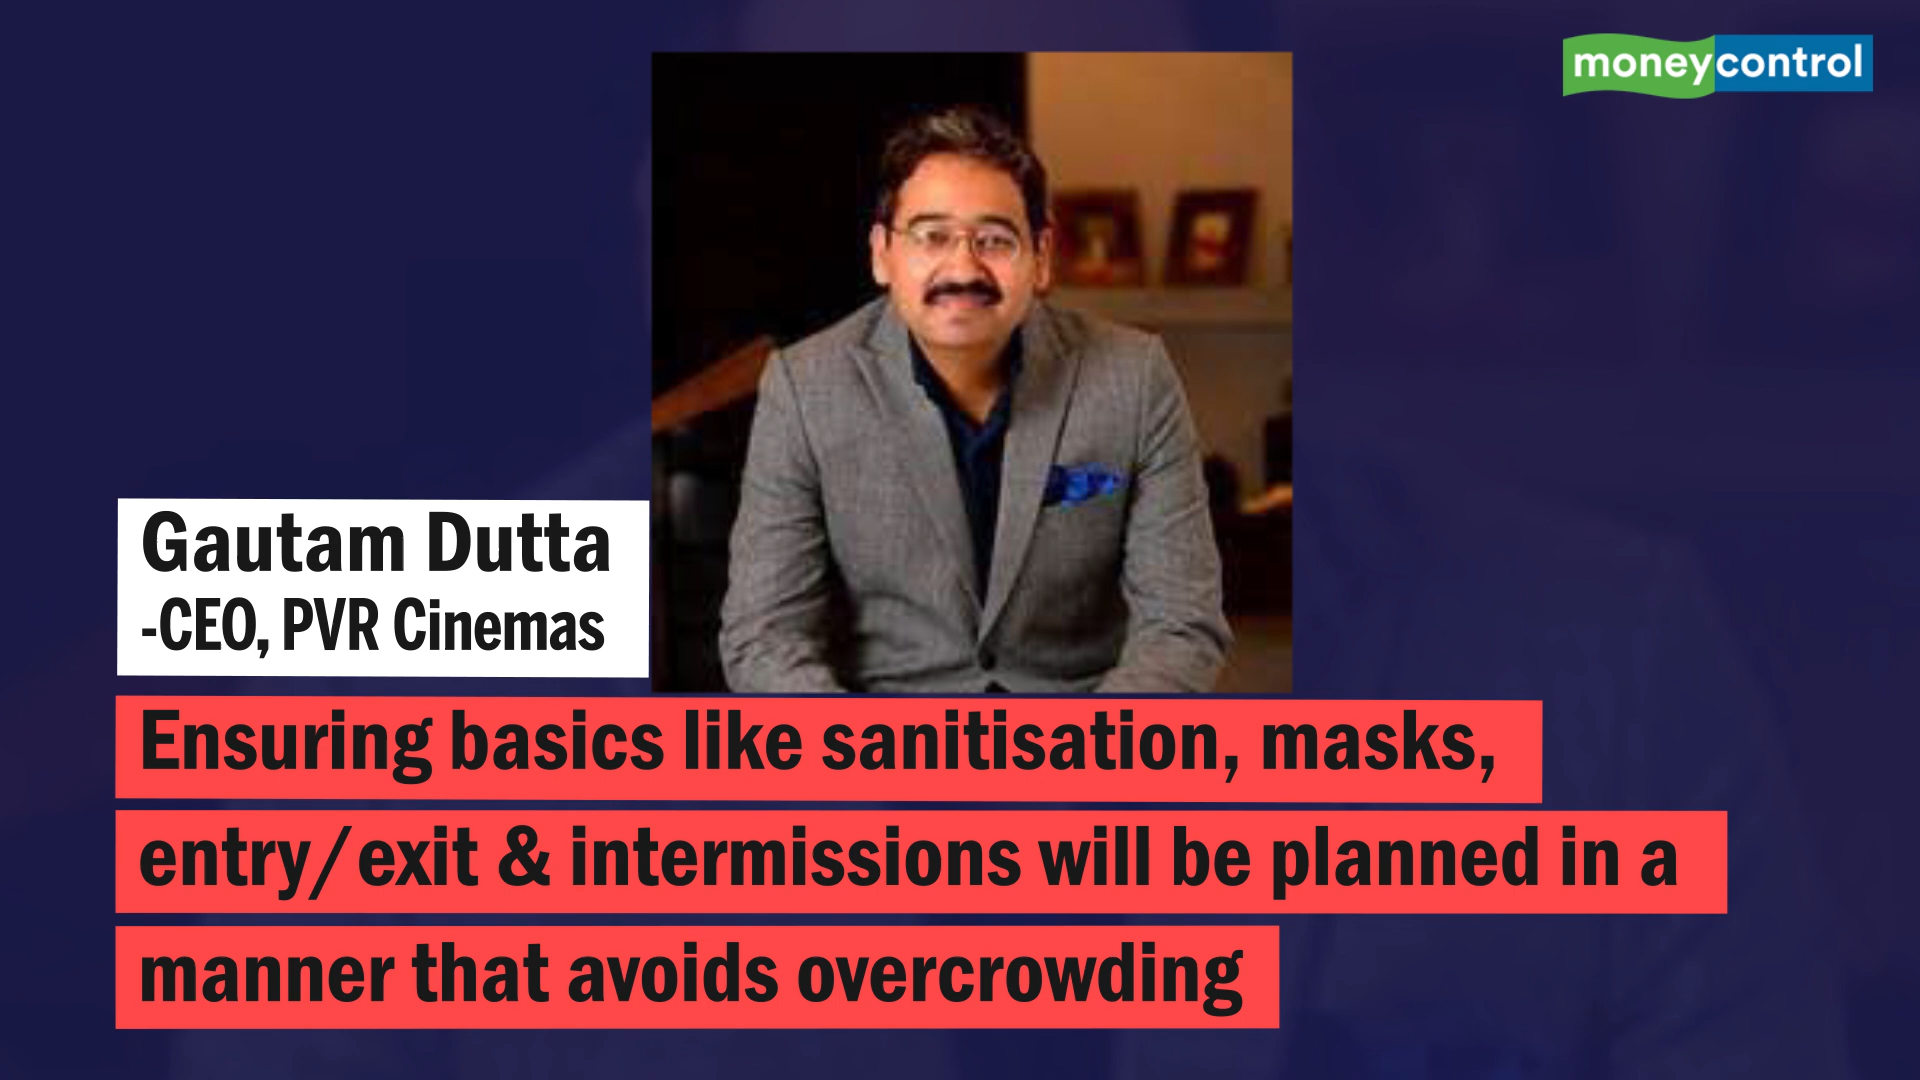 moneycontrol
Gautam Dutta
-CEO, PVR Cinemas
Ensuring basics like sanitisation, masks,
entry/exit & intermissions will be planned in a
manner that avoids overcrowding